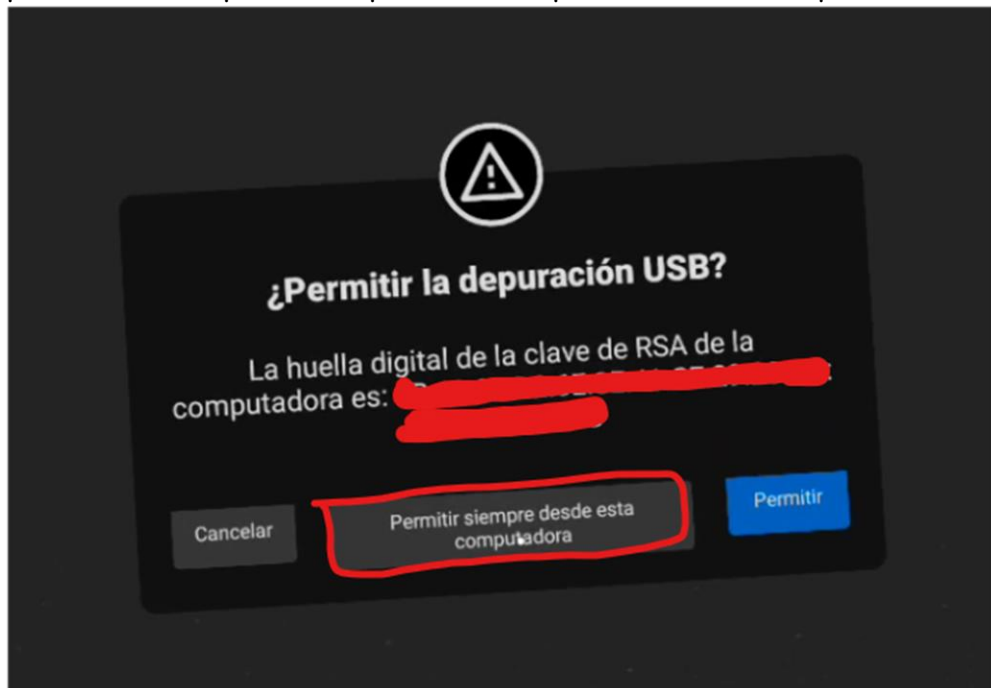 ¿Permitir la depuración USB?
La huella digital de la clave de RSA de la
computadora es:
Cancelar
Permitir siempre desde esta
computadora
Permitir